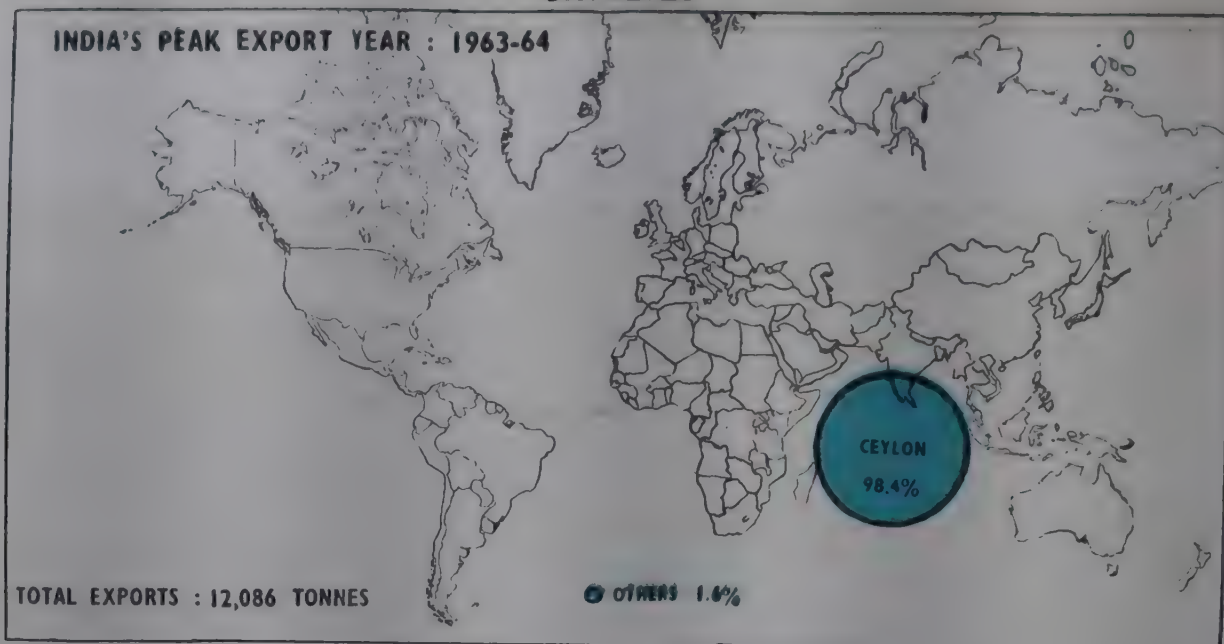 INDIA'S PEAK EXPORT YEAR : 1963-64
CEYLON
98.4%
TOTAL EXPORTS : 12,086 TONNES
OTHERS 1.6%